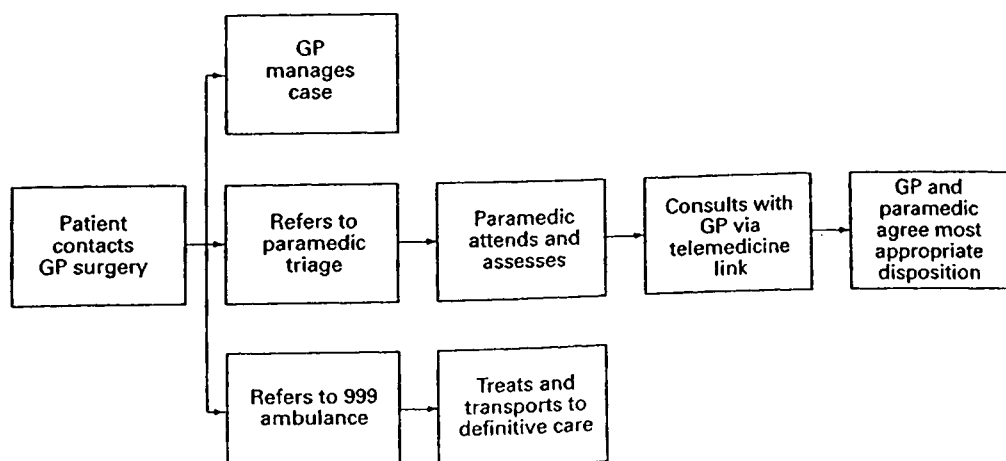 GP
manages
case
Patient
contacts
GP surgery
Refers to
paramedic
triage
Paramedic
attends and
assesses
Consults with
GP via
telemedicine
link
GP and
paramedic
agree most
appropriate
disposition
Refers to 999
ambulance
Treats and
transports to
definitive care